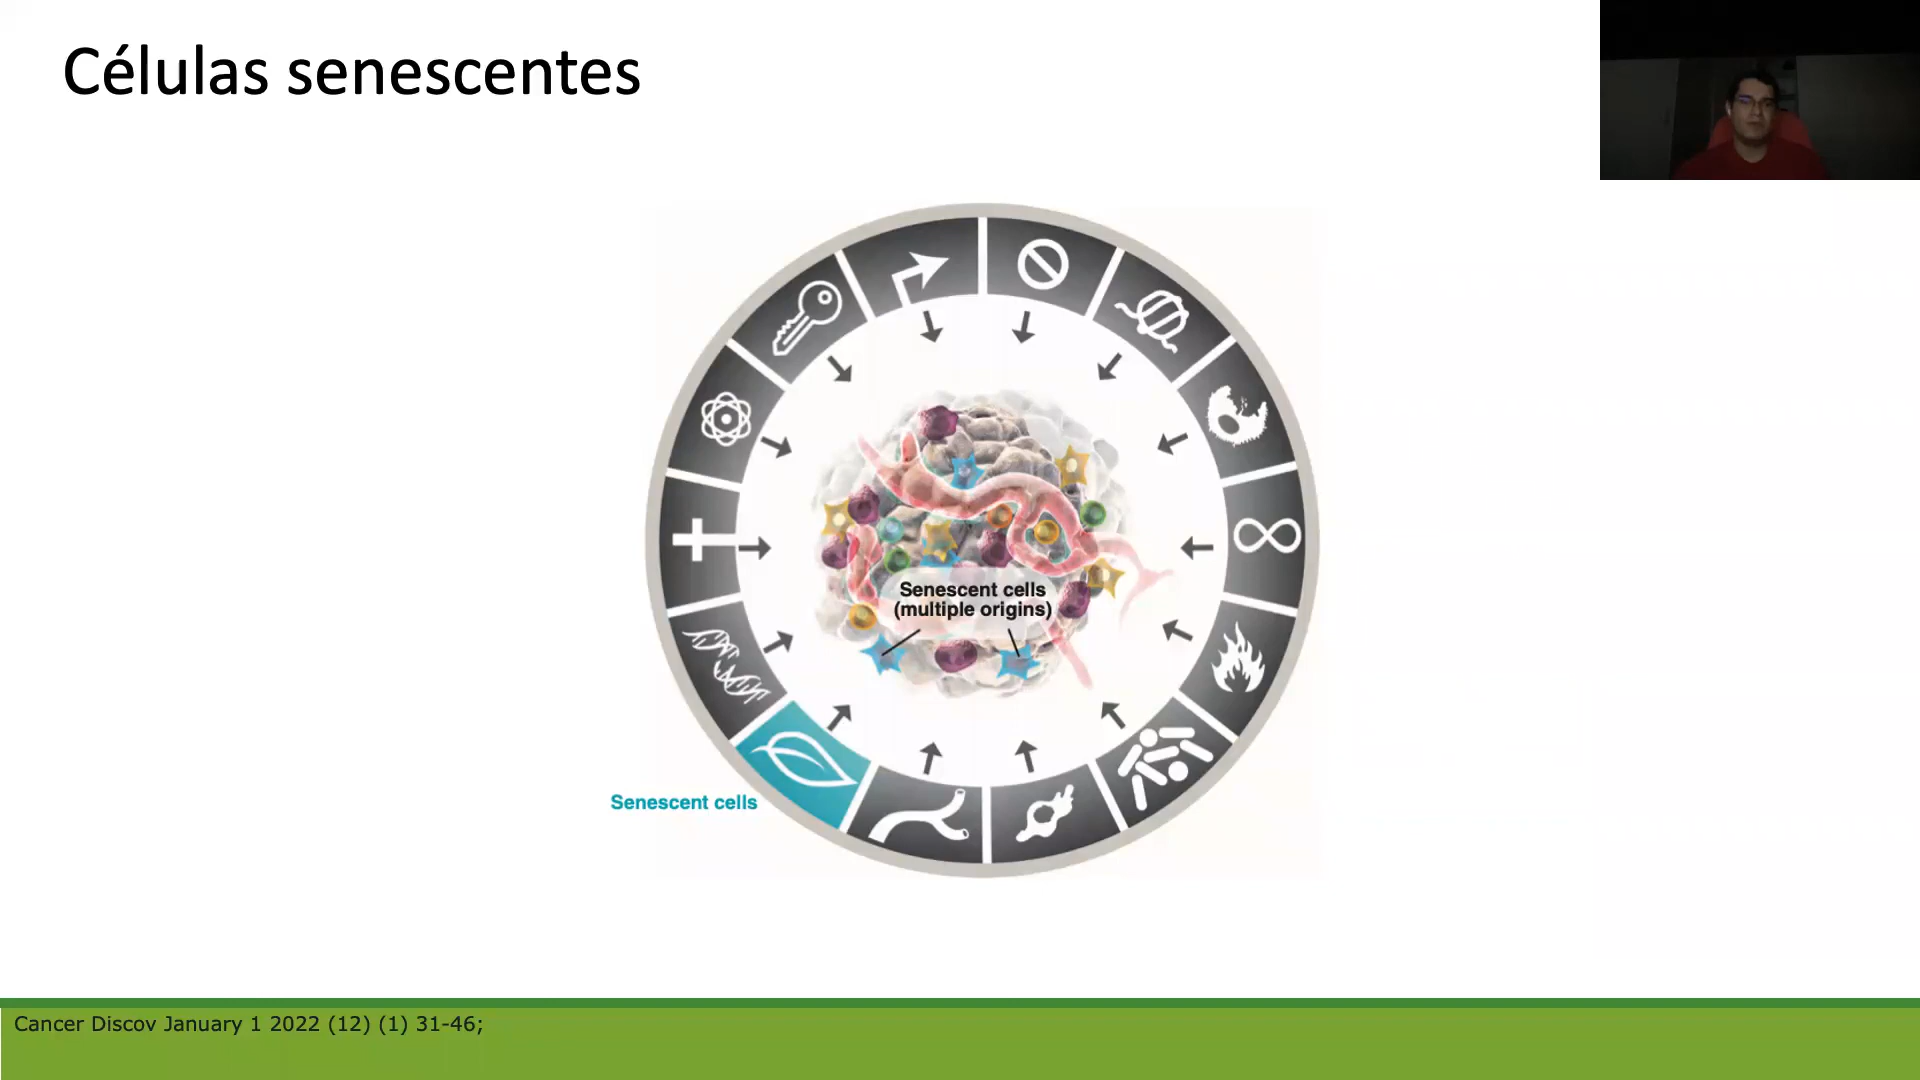 Células senescentes
Senescent cells
(multiple origins)
Senescent cells
Cancer Discov January 1 2022 (12) (1) 31-46;